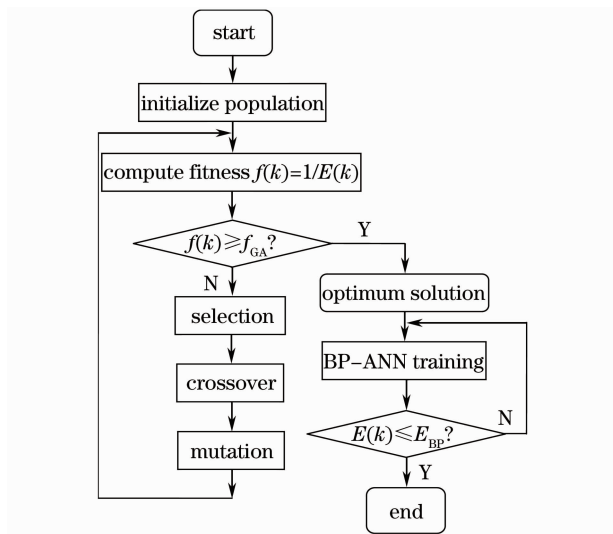 start
initialize population
compute fitness f(k)=1/E(k)
f(k)≥f_GA?
Y
N
optimum solution
selection
BP-ANN training
crossover
E(k)≤E_BP?
N
mutation
Y
end